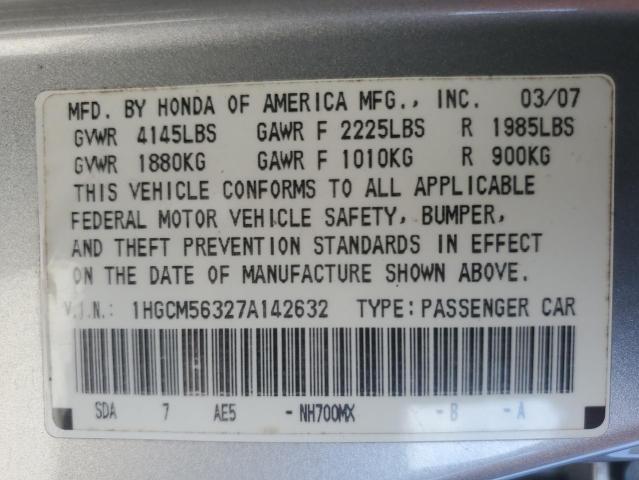 MFD. BY HONDA OF AMERICA MFG., INC. 03/07
GVWR 4145LBS GAWR F 2225LBS R 1985LBS
GVWR 1880KG GAWR F 1010KG R 900KG
THIS VEHICLE CONFORMS TO ALL APPLICABLE
FEDERAL MOTOR VEHICLE SAFETY, BUMPER,
AND THEFT PREVENTION STANDARDS IN EFFECT
ON THE DATE OF MANUFACTURE SHOWN ABOVE.
V.I.N.: 1HGCM56327A142632 TYPE: PASSENGER CAR
SDA 7 AE5 -NH700MX -B -A